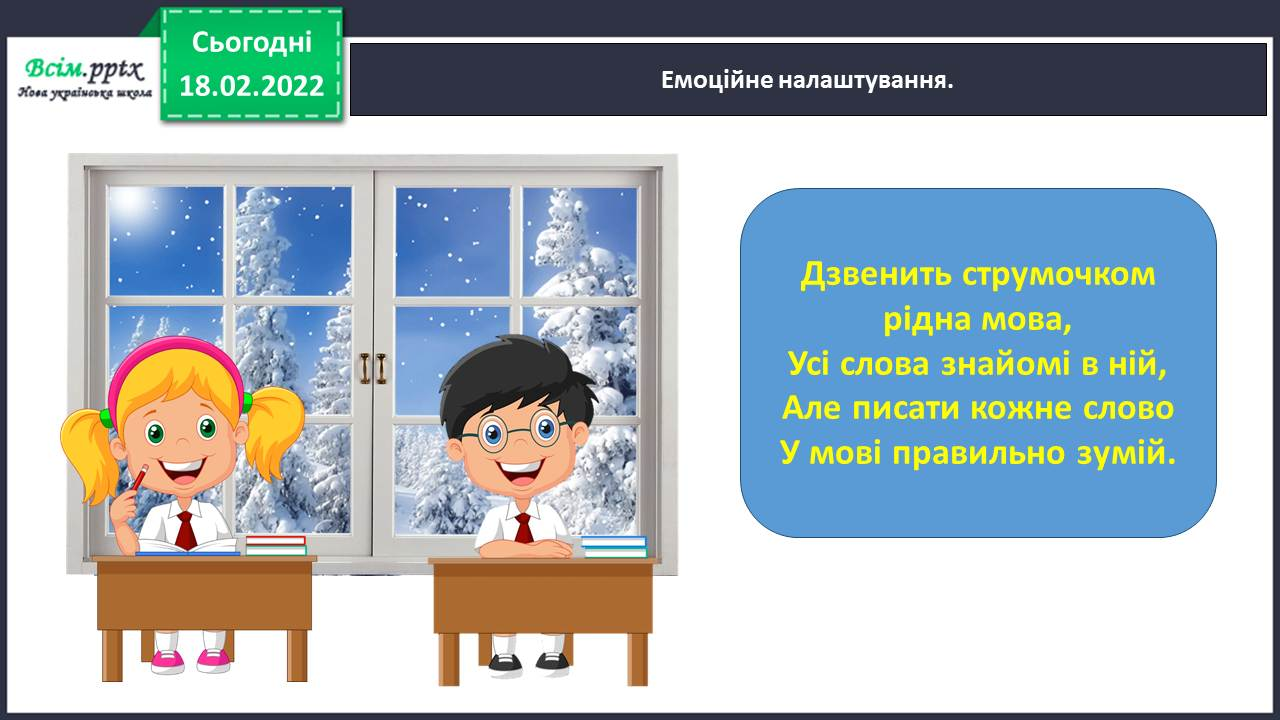 Сьогодні
18.02.2022
Всім.pptx
Нова українська школа
Емоційне налаштування.
Дзвенить струмочком
рідна мова,
Усі слова знайомі в ній,
Але писати кожне слово
У мові правильно зумій.